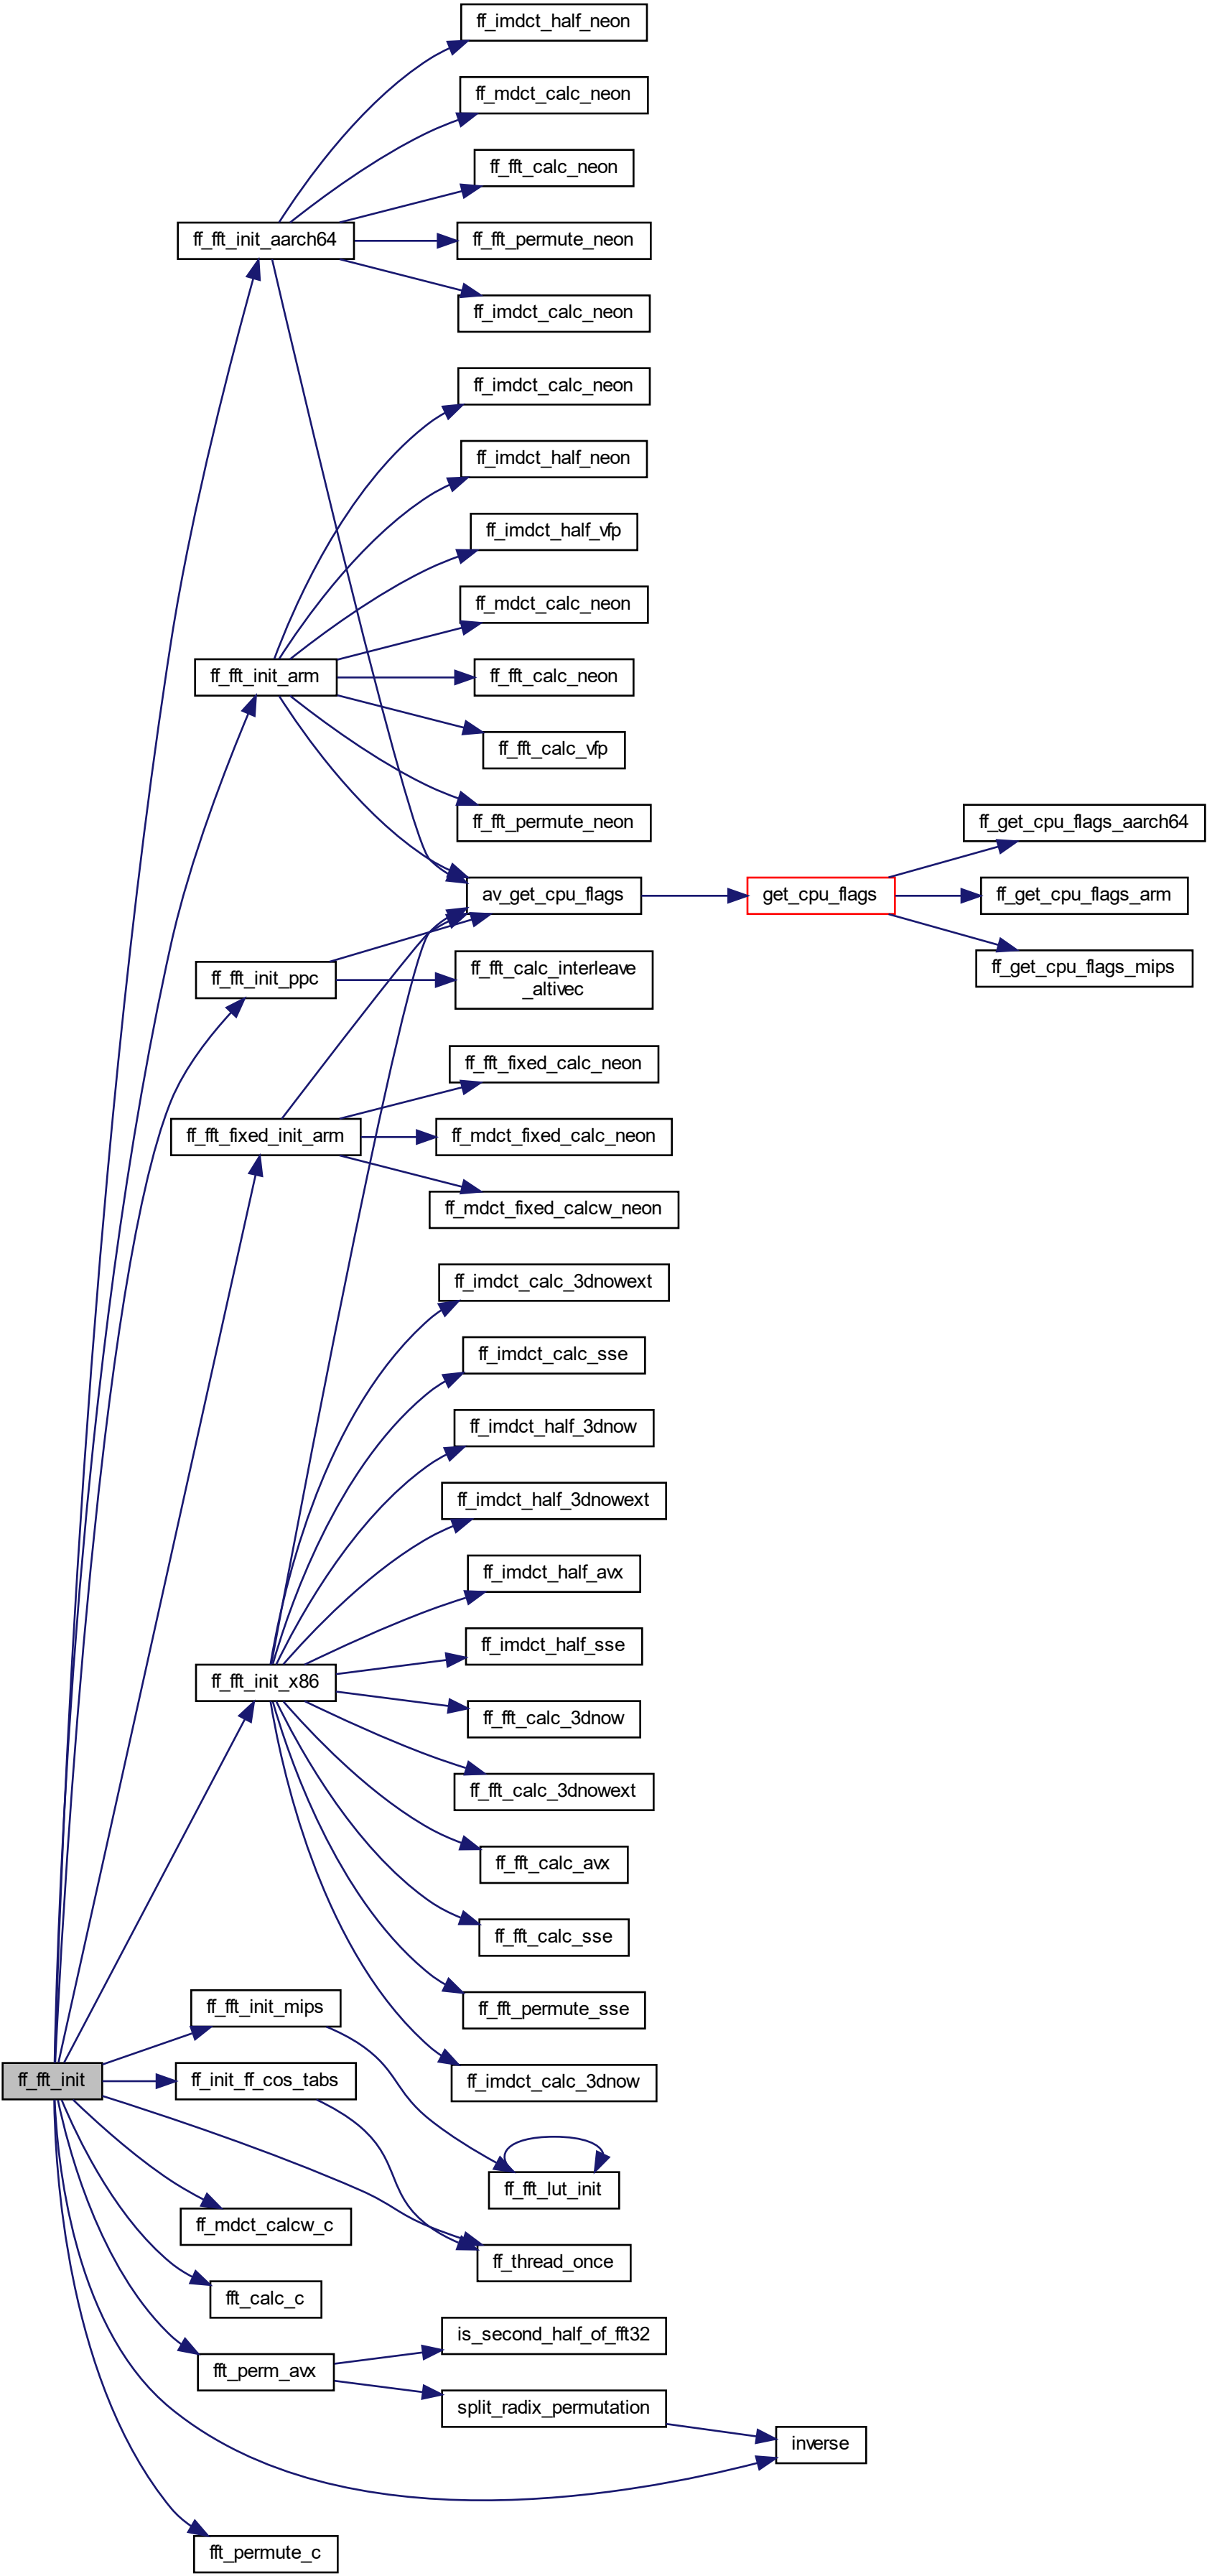 ff_imdct_half_neon
ff_mdct_calc_neon
ff_fft_calc_neon
ff_fft_init_aarch64
ff_fft_permute_neon
ff_imdct_calc_neon
ff_imdct_calc_neon
ff_imdct_half_neon
ff_imdct_half_vfp
ff_mdct_calc_neon
ff_fft_init_arm
ff_fft_calc_neon
ff_fft_calc_vfp
ff_fft_permute_neon
ff_get_cpu_flags_aarch64
av_get_cpu_flags
get_cpu_flags
ff_get_cpu_flags_arm
ff_get_cpu_flags_mips
ff_fft_init_ppc
ff_fft_calc_interleave
_altivec
ff_fft_fixed_calc_neon
ff_fft_fixed_init_arm
ff_mdct_fixed_calc_neon
ff_mdct_fixed_calcw_neon
ff_imdct_calc_3dnowext
ff_imdct_calc_sse
ff_imdct_half_3dnow
ff_imdct_half_3dnowext
ff_imdct_half_avx
ff_imdct_half_sse
ff_fft_init_x86
ff_fft_calc_3dnow
ff_fft_calc_3dnowext
ff_fft_calc_avx
ff_fft_calc_sse
ff_fft_permute_sse
ff_fft_init_mips
ff_fft_init
ff_init_ff_cos_tabs
ff_imdct_calc_3dnow
ff_fft_lut_init
ff_mdct_calcw_c
ff_thread_once
fft_calc_c
is_second_half_of_fft32
fft_perm_avx
split_radix_permutation
inverse
fft_permute_c